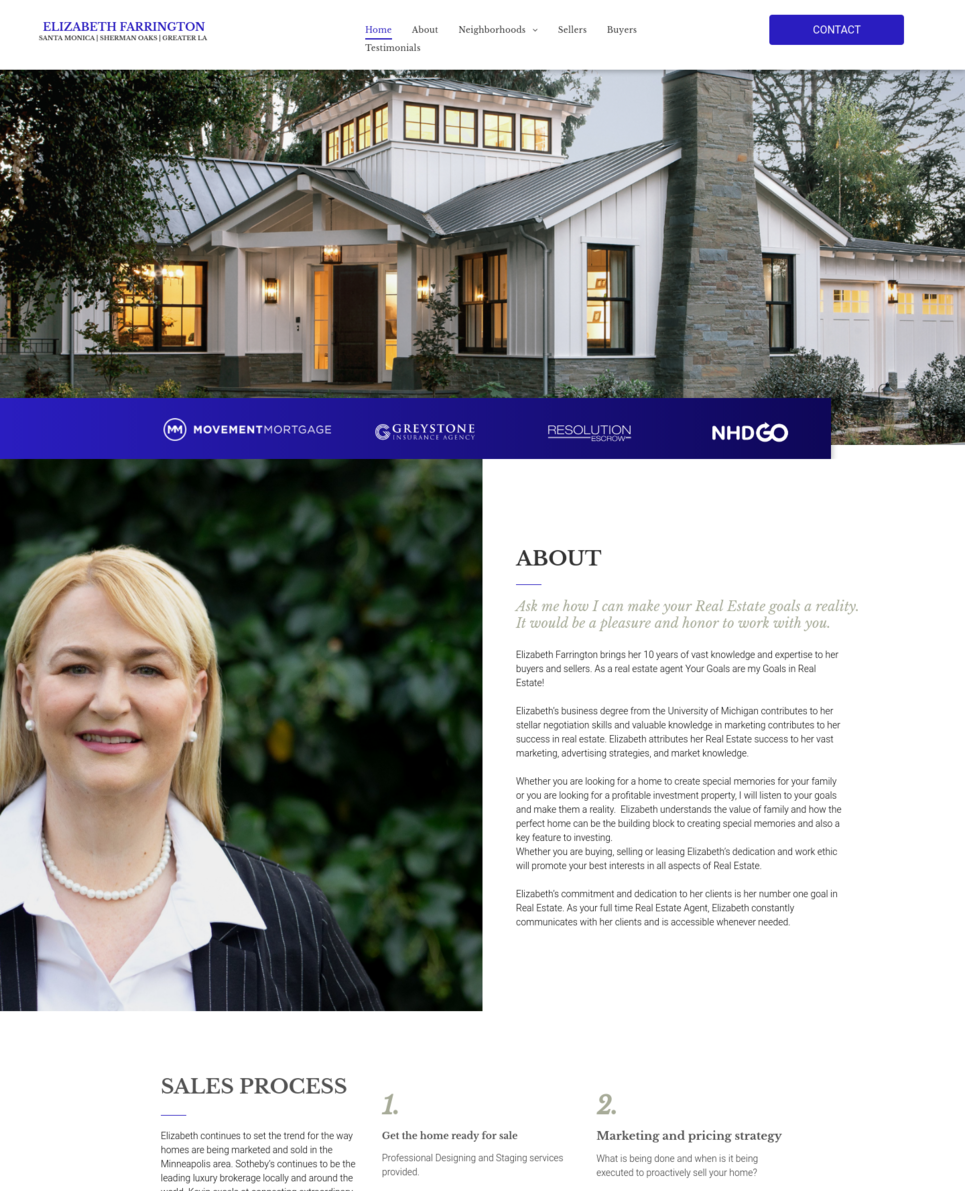 ELIZABETH FARRINGTON
SANTA MONICA | SHERMAN OAKS | GREATER LA
Home About Neighborhoods Sellers Buyers
Testimonials
CONTACT
MM MOVEMENTMORTGAGE
GREYSTONE
INSURANCE AGENCY
RESOLUTION
ESCROW
NHDGO
ABOUT
Ask me how I can make your Real Estate goals a reality.
It would be a pleasure and honor to work with you.
Elizabeth Farrington brings her 10 years of vast knowledge and expertise to her
buyers and sellers. As a real estate agent Your Goals are my Goals in Real
Estate!
Elizabeth's business degree from the University of Michigan contributes to her
stellar negotiation skills and valuable knowledge in marketing contributes to her
success in real estate. Elizabeth attributes her Real Estate success to her vast
marketing, advertising strategies, and market knowledge.
Whether you are looking for a home to create special memories for your family
or you are looking for a profitable investment property, I will listen to your goals
and make them a reality.  Elizabeth understands the value of family and how the
perfect home can be the building block to creating special memories and also a
key feature to investing.
Whether you are buying, selling or leasing Elizabeth's dedication and work ethic
will promote your best interests in all aspects of Real Estate.
Elizabeth's commitment and dedication to her clients is her number one goal in
Real Estate. As your full time Real Estate Agent, Elizabeth constantly
communicates with her clients and is accessible whenever needed.
SALES PROCESS
Elizabeth continues to set the trend for the way
homes are being marketed and sold in the
Minneapolis area. Sotheby's continues to be the
leading luxury brokerage locally and around the
1.
Get the home ready for sale
Professional Designing and Staging services
provided.
2.
Marketing and pricing strategy
What is being done and when is it being
executed to proactively sell your home?